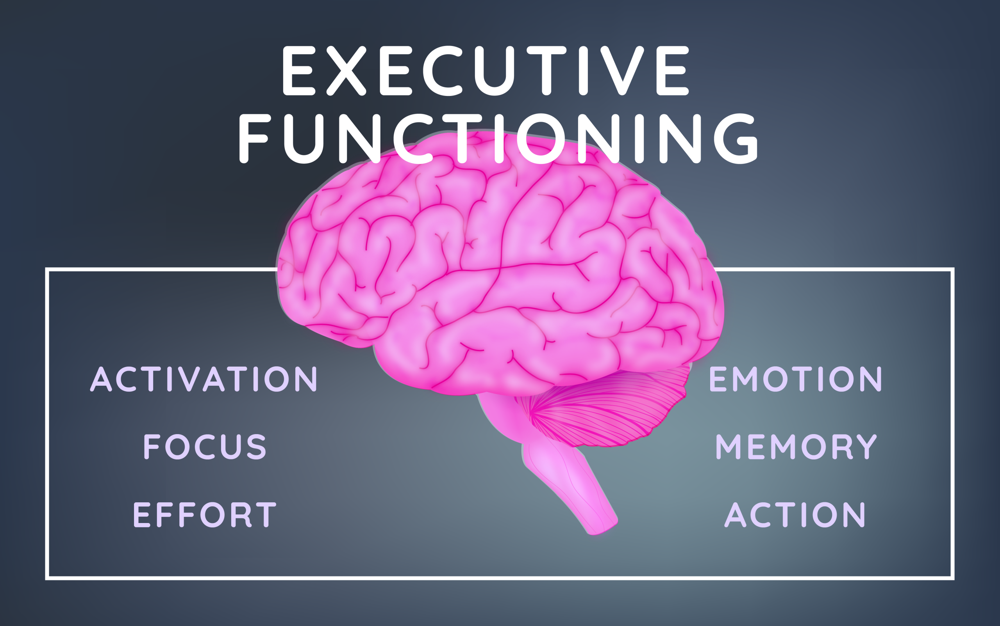 EXECUTIVE
FUNCTIONING
ACTIVATION
FOCUS
EFFORT
EMOTION
MEMORY
ACTION